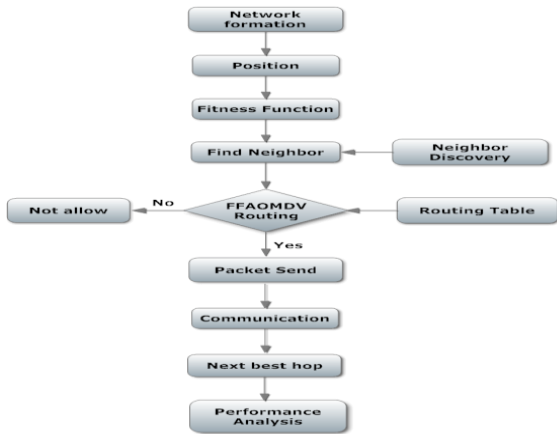 Network
formation
Position
Fitness Function
Find Neighbor
Neighbor
Discovery
No
Not allow
FFAOMDV
Routing
Routing Table
Yes
Packet Send
Communication
Next best hop
Performance
Analysis